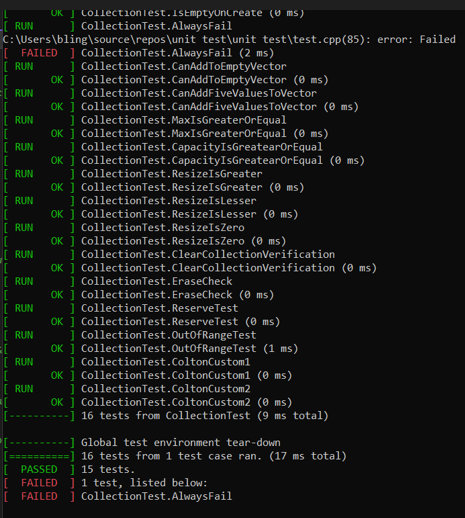 [       OK ] CollectionTest.IsEmptyOnCreate (0 ms)
[ RUN      ] CollectionTest.AlwaysFail
C:\Users\bling\source\repos\unit test\unit test\test.cpp(85): error: Failed
[  FAILED  ] CollectionTest.AlwaysFail (2 ms)
[ RUN      ] CollectionTest.CanAddToEmptyVector
[       OK ] CollectionTest.CanAddToEmptyVector (0 ms)
[ RUN      ] CollectionTest.CanAddFiveValuesToVector
[       OK ] CollectionTest.CanAddFiveValuesToVector (0 ms)
[ RUN      ] CollectionTest.MaxIsGreaterOrEqual
[       OK ] CollectionTest.MaxIsGreaterOrEqual (0 ms)
[ RUN      ] CollectionTest.CapacityIsGreatearOrEqual
[       OK ] CollectionTest.CapacityIsGreatearOrEqual (0 ms)
[ RUN      ] CollectionTest.ResizeIsGreater
[       OK ] CollectionTest.ResizeIsGreater (0 ms)
[ RUN      ] CollectionTest.ResizeIsLesser
[       OK ] CollectionTest.ResizeIsLesser (0 ms)
[ RUN      ] CollectionTest.ResizeIsZero
[       OK ] CollectionTest.ResizeIsZero (0 ms)
[ RUN      ] CollectionTest.ClearCollectionVerification
[       OK ] CollectionTest.ClearCollectionVerification (0 ms)
[ RUN      ] CollectionTest.EraseCheck
[       OK ] CollectionTest.EraseCheck (0 ms)
[ RUN      ] CollectionTest.ReserveTest
[       OK ] CollectionTest.ReserveTest (0 ms)
[ RUN      ] CollectionTest.OutOfRangeTest
[       OK ] CollectionTest.OutOfRangeTest (1 ms)
[ RUN      ] CollectionTest.ColtonCustom1
[       OK ] CollectionTest.ColtonCustom1 (0 ms)
[ RUN      ] CollectionTest.ColtonCustom2
[       OK ] CollectionTest.ColtonCustom2 (0 ms)
[----------] 16 tests from CollectionTest (9 ms total)
[----------] Global test environment tear-down
[==========] 16 tests from 1 test case ran. (17 ms total)
[  PASSED  ] 15 tests.
[  FAILED  ] 1 test, listed below:
[  FAILED  ] CollectionTest.AlwaysFail